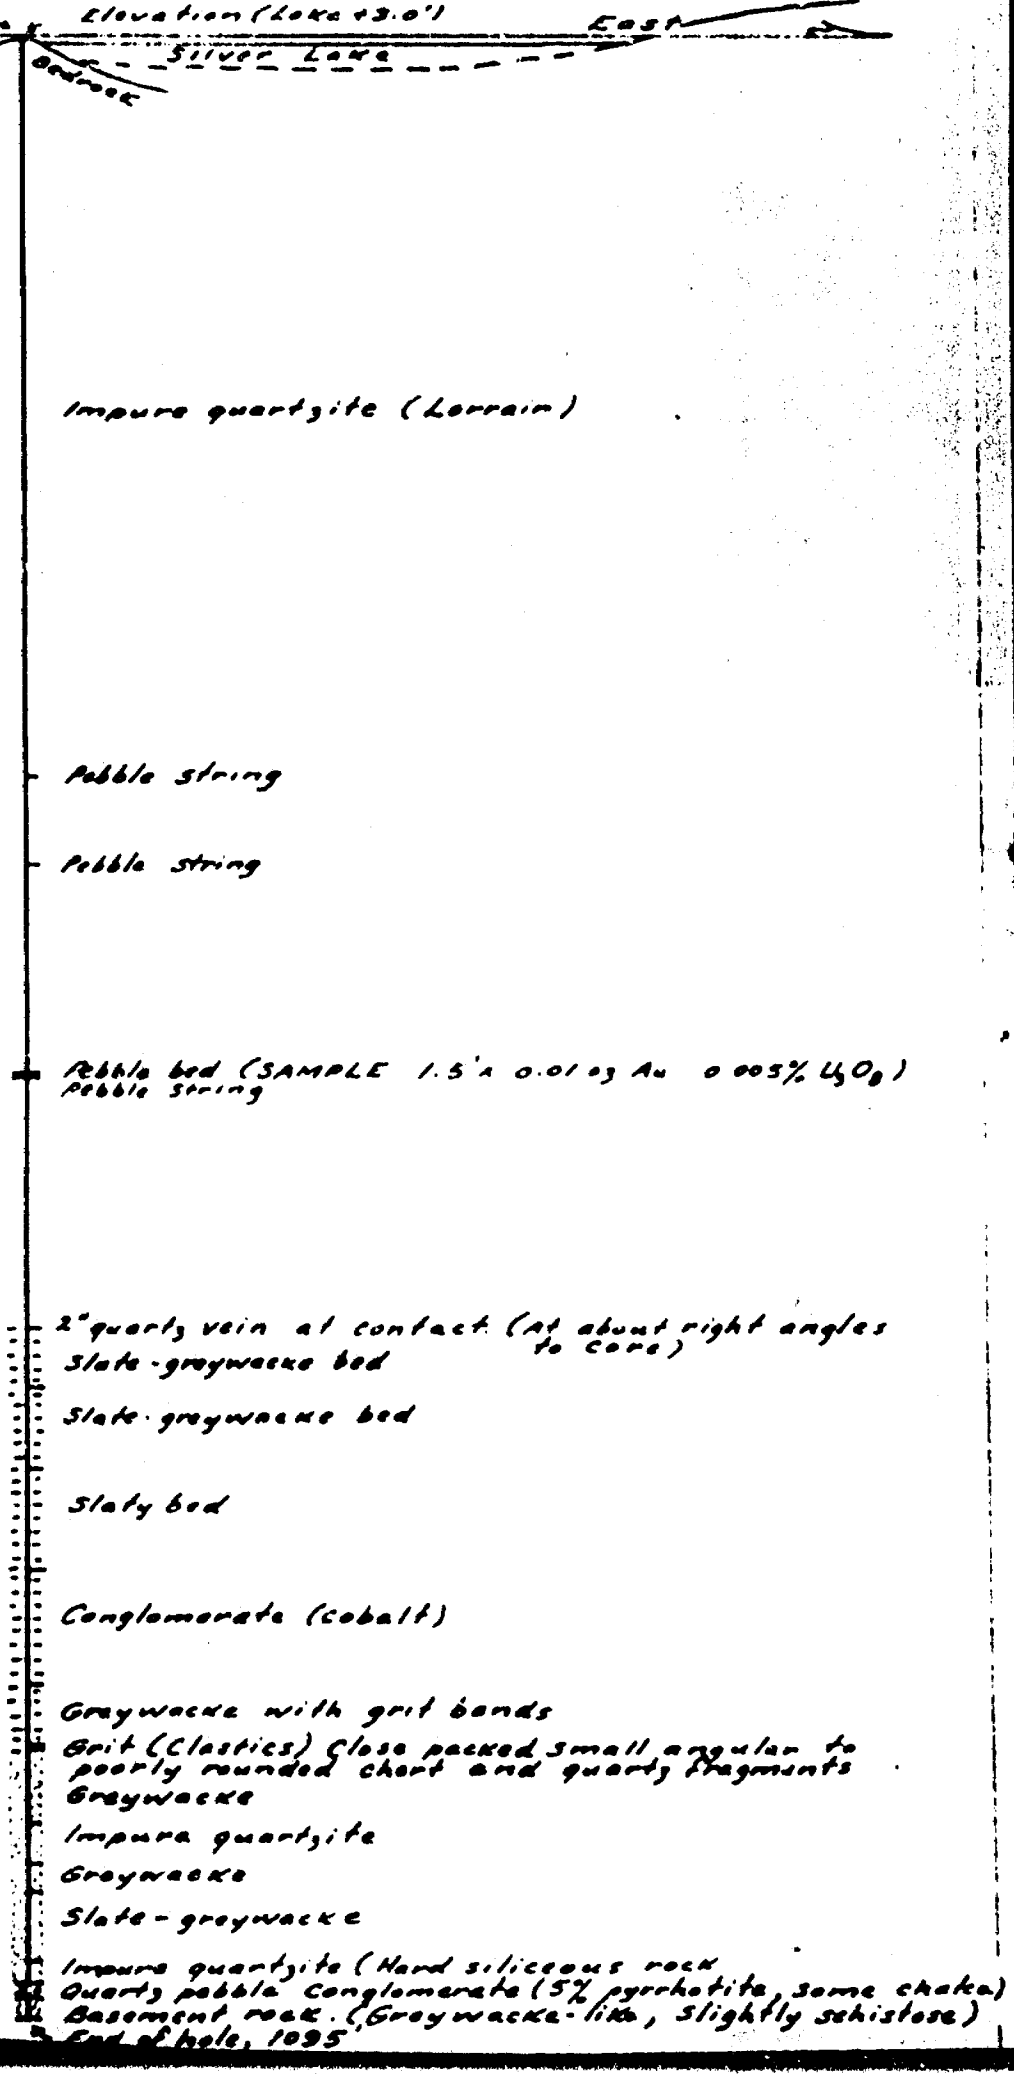 Elevation (Lake +3.0')
East
Silver Lake
Bedrock
Impure quartzite (Lorrain)
Pebble string
Pebble string
Pebble bed (SAMPLE 1.5' x 0.01 oz Au 0.005% U3O8)
Pebble string
2" quartz vein at contact. (At about right angles
to core)
Slate-greywacke bed
Slate-greywacke bed
Slaty bed
Conglomerate (cobalt)
Greywacke with grit bands
Grit (Clastics) Close packed small angular to
poorly rounded chert and quartz fragments
Greywacke
Impure quartzite
Greywacke
Slate-greywacke
Impure quartzite (Hard siliceous rock
Quartz pebble Conglomerate (5% pyrrhotite, some)
Basement rock. (Greywacke-like, Slightly schistose)
End of hole, 1095'